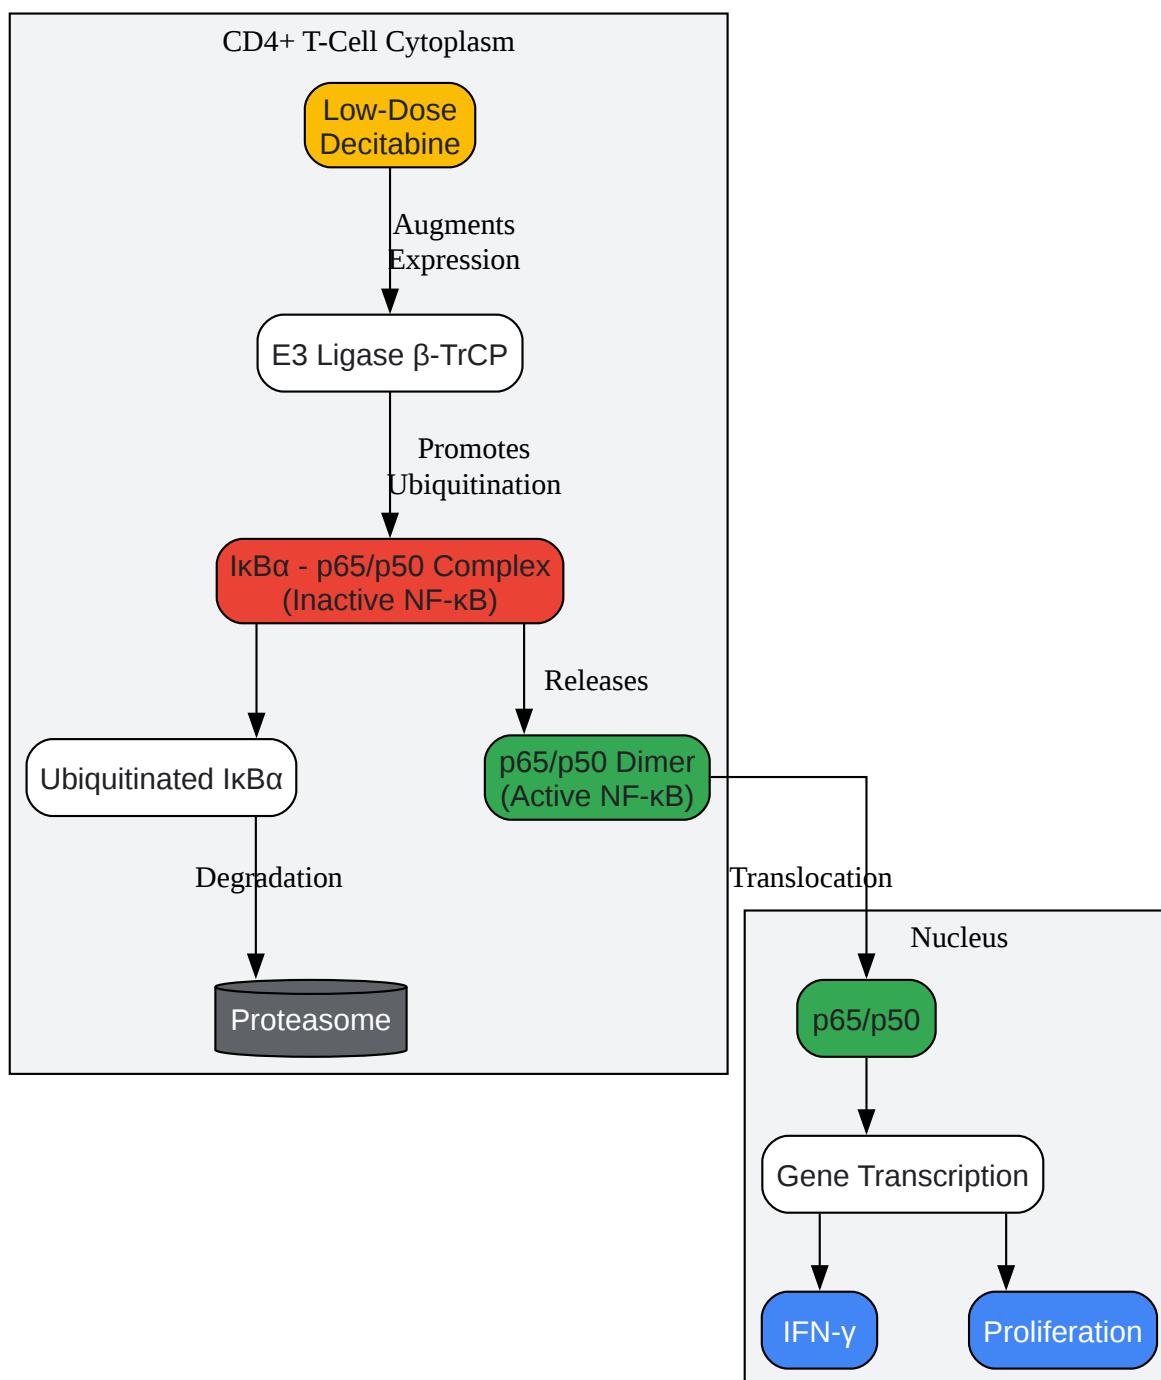 CD4+ T-Cell Cytoplasm
Low-Dose
Decitabine
Augments
Expression
E3 Ligase β-TrCP
Promotes
Ubiquitination
IκBα - p65/p50 Complex
(Inactive NF-κB)
Releases
Ubiquitinated IκBα
p65/p50 Dimer
(Active NF-κB)
Degradation
Translocation
Proteasome
Nucleus
p65/p50
Gene Transcription
IFN-γ
Proliferation